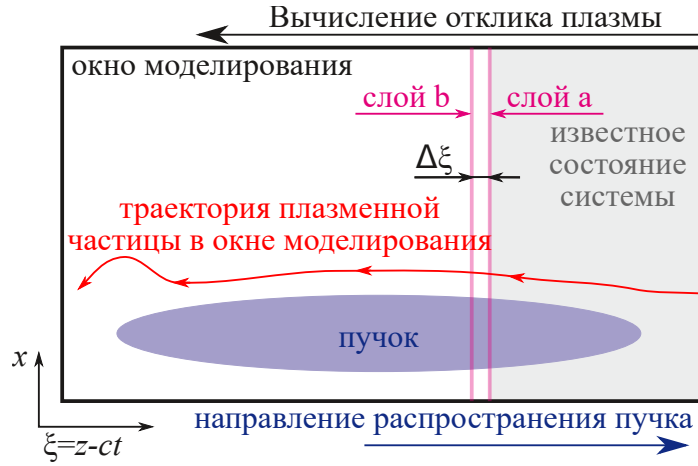 Вычисление отклика плазмы
окно моделирования
слой b
слой a
Δξ
известное
состояние
системы
траектория плазменной
частицы в окне моделирования
пучок
x
ξ=z-ct
направление распространения пучка